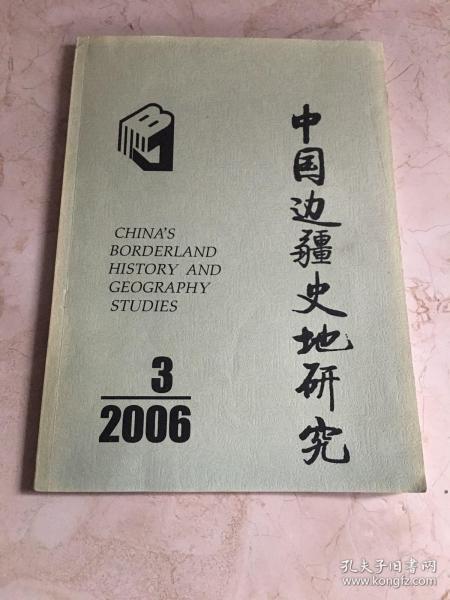 CHINA'S
BORDERLAND
HISTORY AND
GEOGRAPHY
STUDIES
3
2006
中国边疆史地研究
孔夫子旧书网
www.kongfz.com